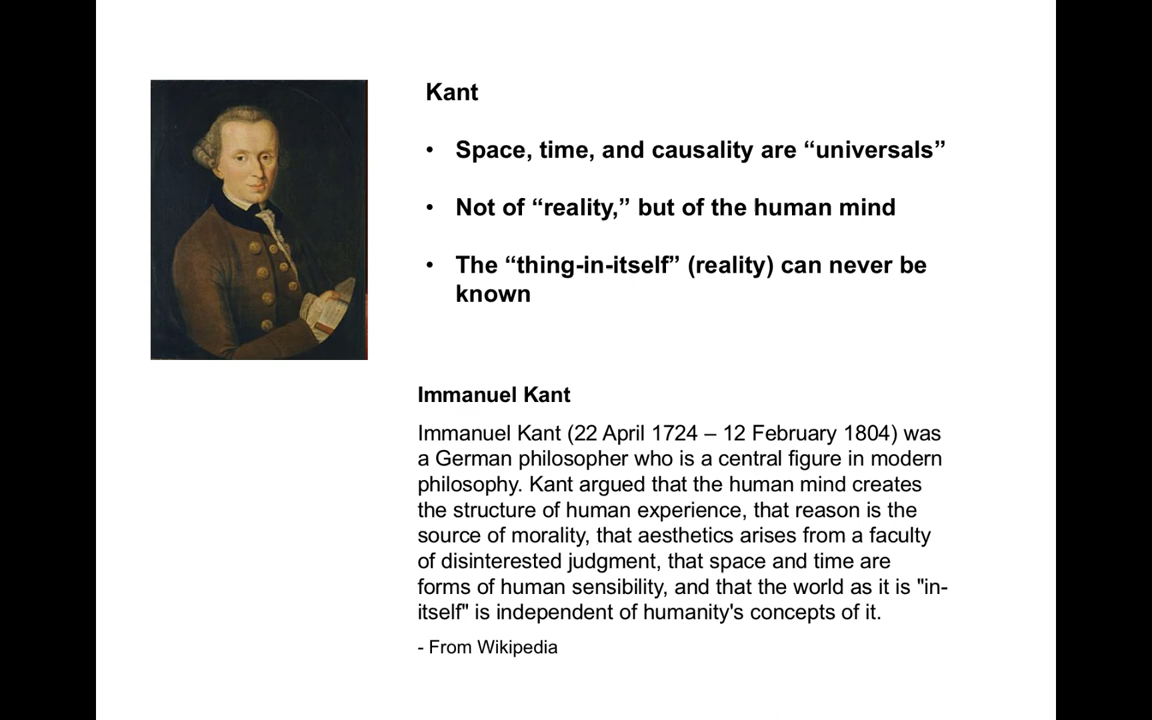 Kant
• Space, time, and causality are “universals”
• Not of “reality,” but of the human mind
• The “thing-in-itself” (reality) can never be
known
Immanuel Kant
Immanuel Kant (22 April 1724 – 12 February 1804) was
a German philosopher who is a central figure in modern
philosophy. Kant argued that the human mind creates
the structure of human experience, that reason is the
source of morality, that aesthetics arises from a faculty
of disinterested judgment, that space and time are
forms of human sensibility, and that the world as it is "in-
itself" is independent of humanity's concepts of it.
- From Wikipedia